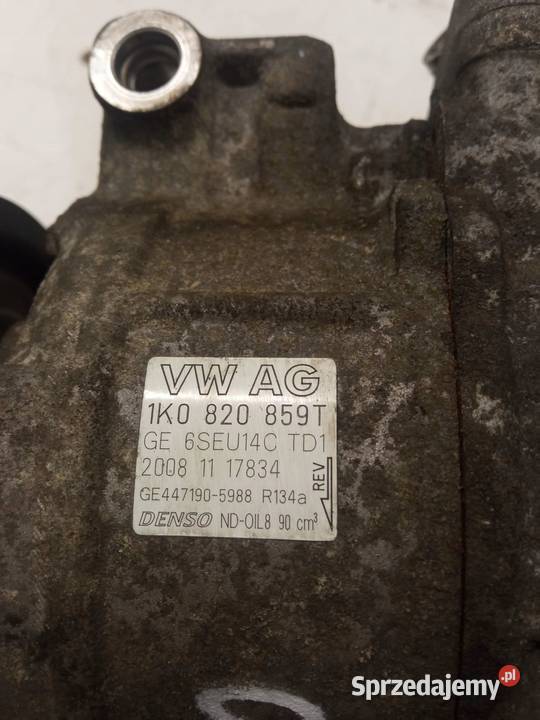 VW AG
1K0 820 859T
GE 6SEU14C TD1
2008 11 17834
GE447190-5988 R134a
DENSO ND-OIL8 90 cm³
REV
Sprzedajemy.pl